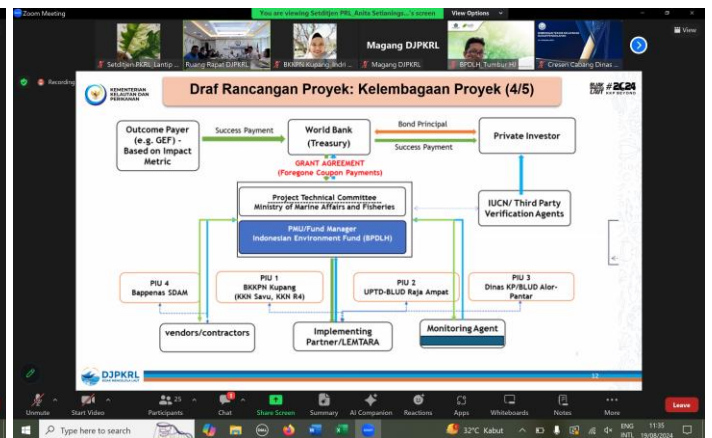 Zoom Meeting
You are viewing Setditjen PRL_Anita Setianings...'s screen
View Options
View
Magang DJPKRL
Setditjen PKRL_Lantip ...
Ruang Rapat DJPKRL
BKKPN Kupang_Indri ...
Magang DJPKRL
BPDLH_Tumbur HU
Cresen Cabang Dinas ...
Recording
KEMENTERIAN
KELAUTAN DAN
PERIKANAN
Draf Rancangan Proyek: Kelembagaan Proyek (4/5)
#2C24
KKP BEYOND
Outcome Payer
(e.g. GEF) -
Based on Impact
Metric
Success Payment
World Bank
(Treasury)
Bond Principal
Success Payment
Private Investor
GRANT AGREEMENT
(Foregone Coupon Payments)
Project Technical Committee
Ministry of Marine Affairs and Fisheries
PMU/Fund Manager
Indonesian Environment Fund (BPDLH)
IUCN/ Third Party
Verification Agents
PIU 4
Bappenas SDAM
PIU 1
BKKPN Kupang
(KKN Savu, KKN R4)
PIU 2
UPTD-BLUD Raja Ampat
PIU 3
Dinas KP/BLUD Alor-
Pantar
vendors/contractors
Implementing
Partner/LEMTARA
Monitoring Agent
DJPKRL
12
Unmute
Start Video
25
Participants
Chat
Share Screen
Summary
AI Companion
Reactions
Apps
Whiteboards
Notes
More
Leave
Type here to search
32°C Kabut
ENG
INTL
11:35
19/08/2024